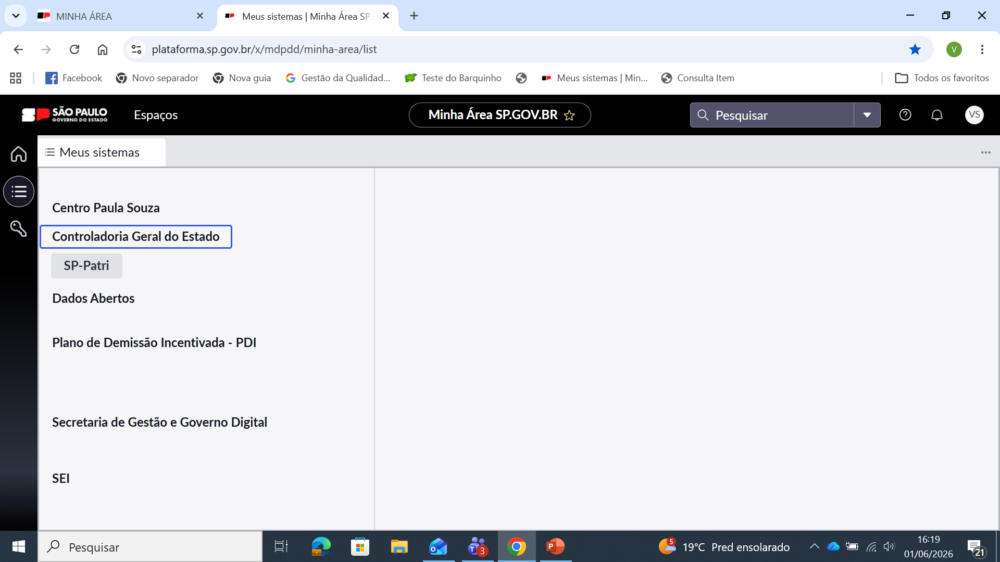 MINHA ÁREA
Meus sistemas | Minha Área SP.
plataforma.sp.gov.br/x/mdpdd/minha-area/list
V
Facebook
Novo separador
Nova guia
Gestão da Qualidad...
Teste do Barquinho
Meus sistemas | Min...
Consulta Item
Todos os favoritos
SP
SÃO PAULO
GOVERNO DO ESTADO
Espaços
Minha Área SP.GOV.BR
Pesquisar
VS
Meus sistemas
Centro Paula Souza
Controladoria Geral do Estado
SP-Patri
Dados Abertos
Plano de Demissão Incentivada - PDI
Secretaria de Gestão e Governo Digital
SEI
Pesquisar
3
5
19°C Pred ensolarado
16:19
01/06/2026
21